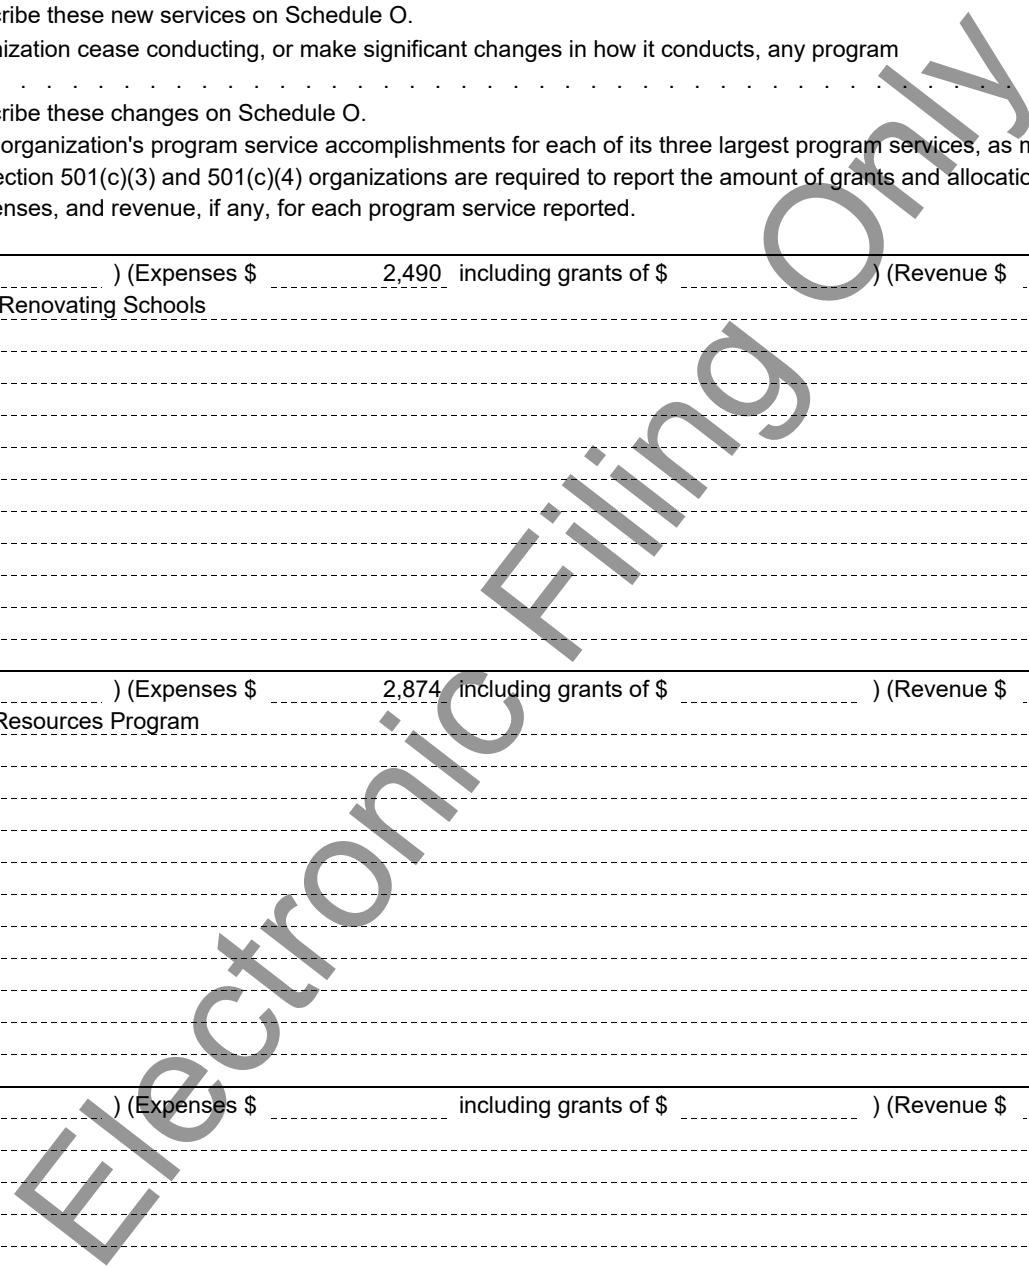 cribe these new services on Schedule O.
nization cease conducting, or make significant changes in how it conducts, any program
. . . . . . . . . . . . . . . . . . . . . . . . . . . . . . . . . . . . . . .
cribe these changes on Schedule O.
organization's program service accomplishments for each of its three largest program services, as m
ection 501(c)(3) and 501(c)(4) organizations are required to report the amount of grants and allocatio
enses, and revenue, if any, for each program service reported.
) (Expenses $ 2,490 including grants of $ ) (Revenue $
Renovating Schools
) (Expenses $ 2,874 including grants of $ ) (Revenue $
Resources Program
) (Expenses $ including grants of $ ) (Revenue $
Electronic Filing Only